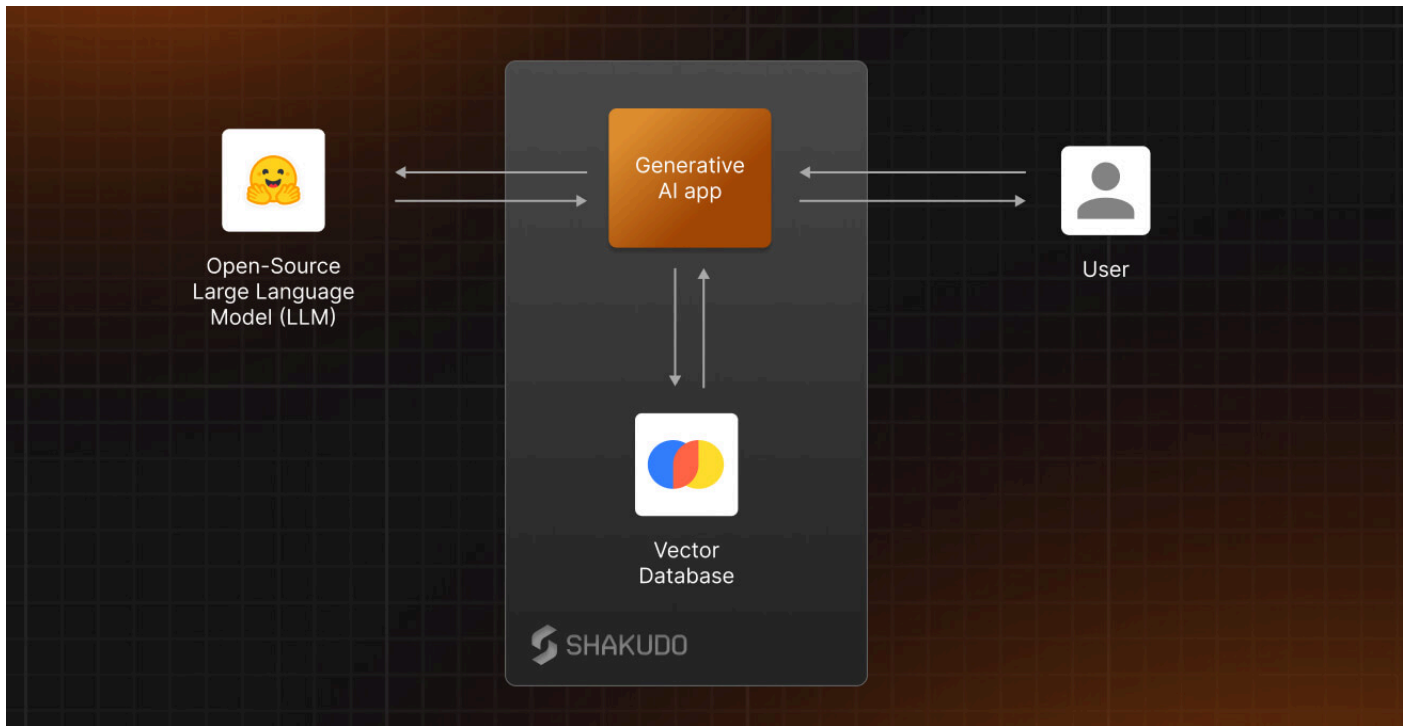 Generative
AI app
Open-Source
Large Language
Model (LLM)
User
Vector
Database
SHAKUDO